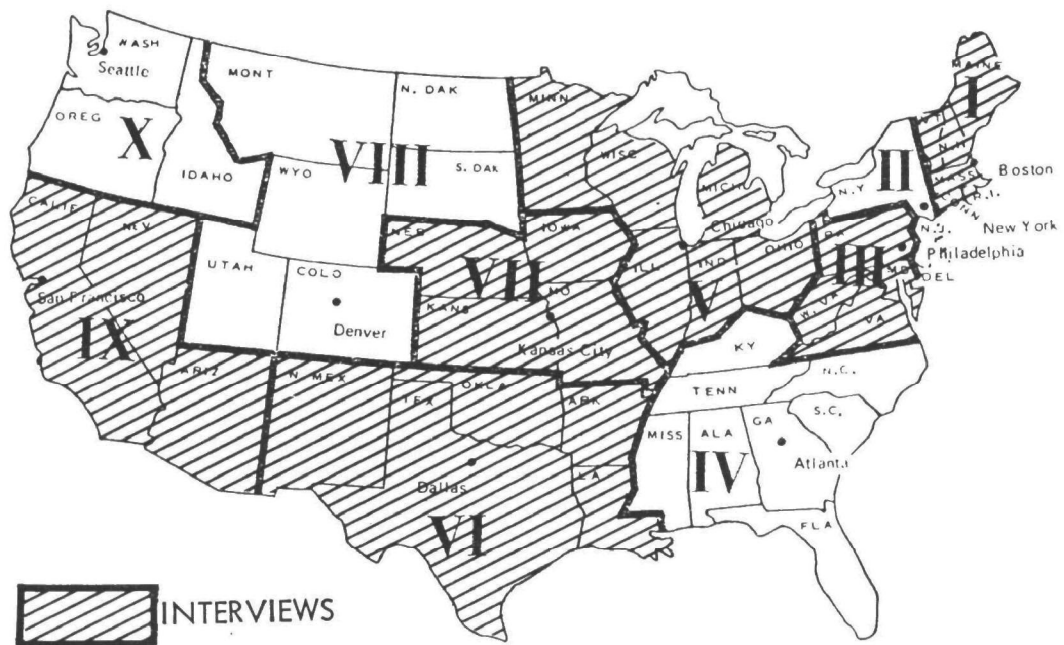 WASH
Seattle
OREG
X
IDAHO
MONT
VIII
N. DAK
S. DAK
WYO
MINN
WISC
MICH
MAINE
I
N.H
MASS
R.I.
Boston
II
N.Y
New York
N.J.
Philadelphia
PA
III
MD
DEL
W. VA
VA
CALIF
NEV
San Francisco
IX
UTAH
COLO
Denver
NEB
VII
IOWA
KANS
MO
Kansas City
ILL
Chicago
IND
OHIO
V
ARIZ
N. MEX
TEX
OKLA
ARK
LA
Dallas
VI
KY
TENN
N.C.
S.C.
MISS
ALA
GA
IV
Atlanta
FLA
INTERVIEWS